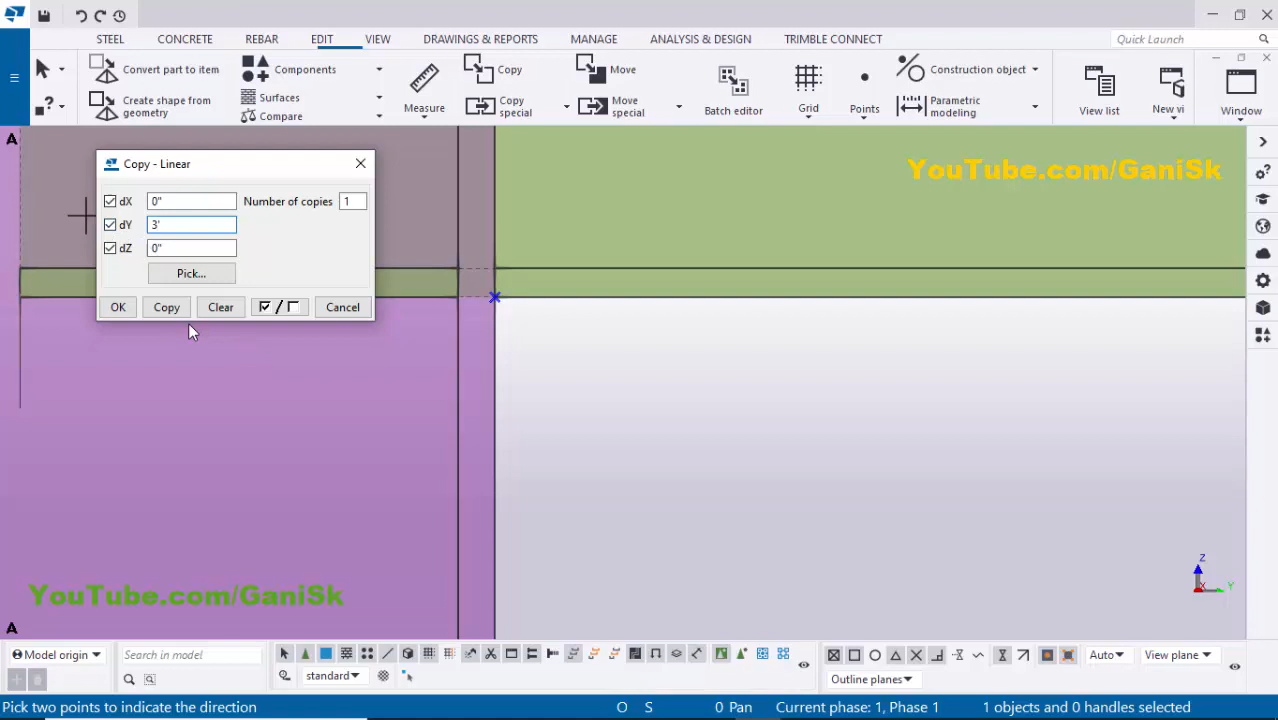 STEEL CONCRETE REBAR EDIT VIEW DRAWINGS & REPORTS MANAGE ANALYSIS & DESIGN TRIMBLE CONNECT Quick Launch
Convert part to item
Create shape from geometry
Components
Surfaces
Compare
Measure
Copy
Copy special
Move
Move special
Batch editor
Grid
Points
Construction object
Parametric modeling
View list
New vi
Window
A
YouTube.com/GaniSk
Copy - Linear
dX 0" Number of copies 1
dY 3'
dZ 0"
Pick...
OK Copy Clear / Cancel
Z
X Y
YouTube.com/GaniSk
A
Model origin Search in model Auto View plane
standard Outline planes
Pick two points to indicate the direction O S 0 Pan Current phase: 1, Phase 1 1 objects and 0 handles selected